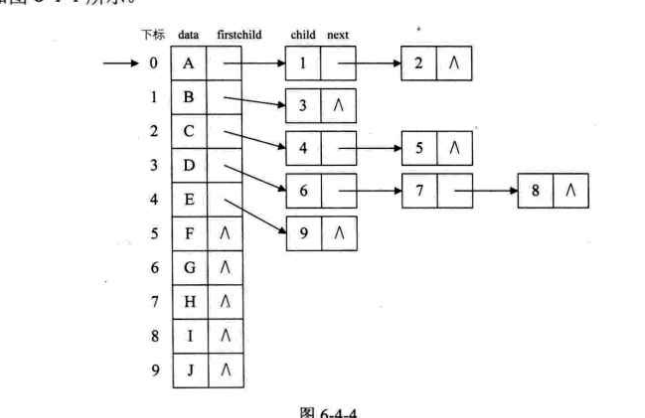 如图 6-4-4 所示。
下标 data firstchild child next
0 A 1 2 Λ
1 B 3 Λ
2 C 4 5 Λ
3 D 6 7 8 Λ
4 E 9 Λ
5 F Λ
6 G Λ
7 H Λ
8 I Λ
9 J Λ
图 6-4-4